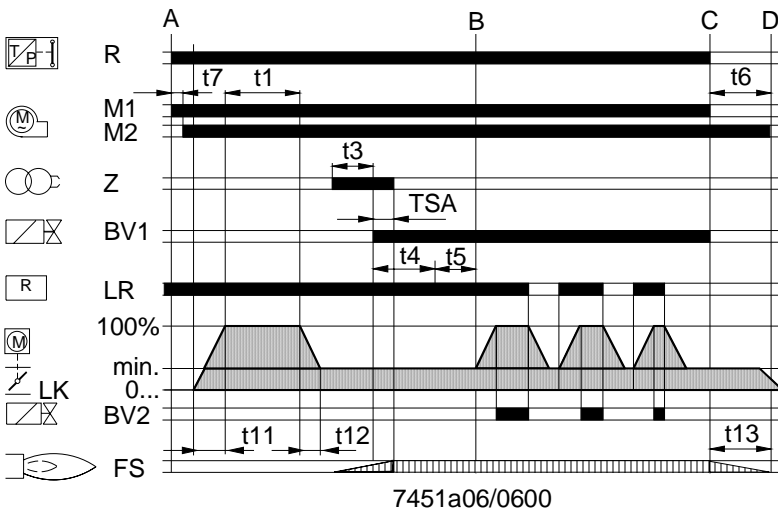 A B C D
T P R
t7 t1 t6
M ~ M1
M2
t3
Z
TSA
BV1
t4 t5
R LR
100%
M
min.
LK 0...
BV2
t11 t12 t13
FS
7451a06/0600